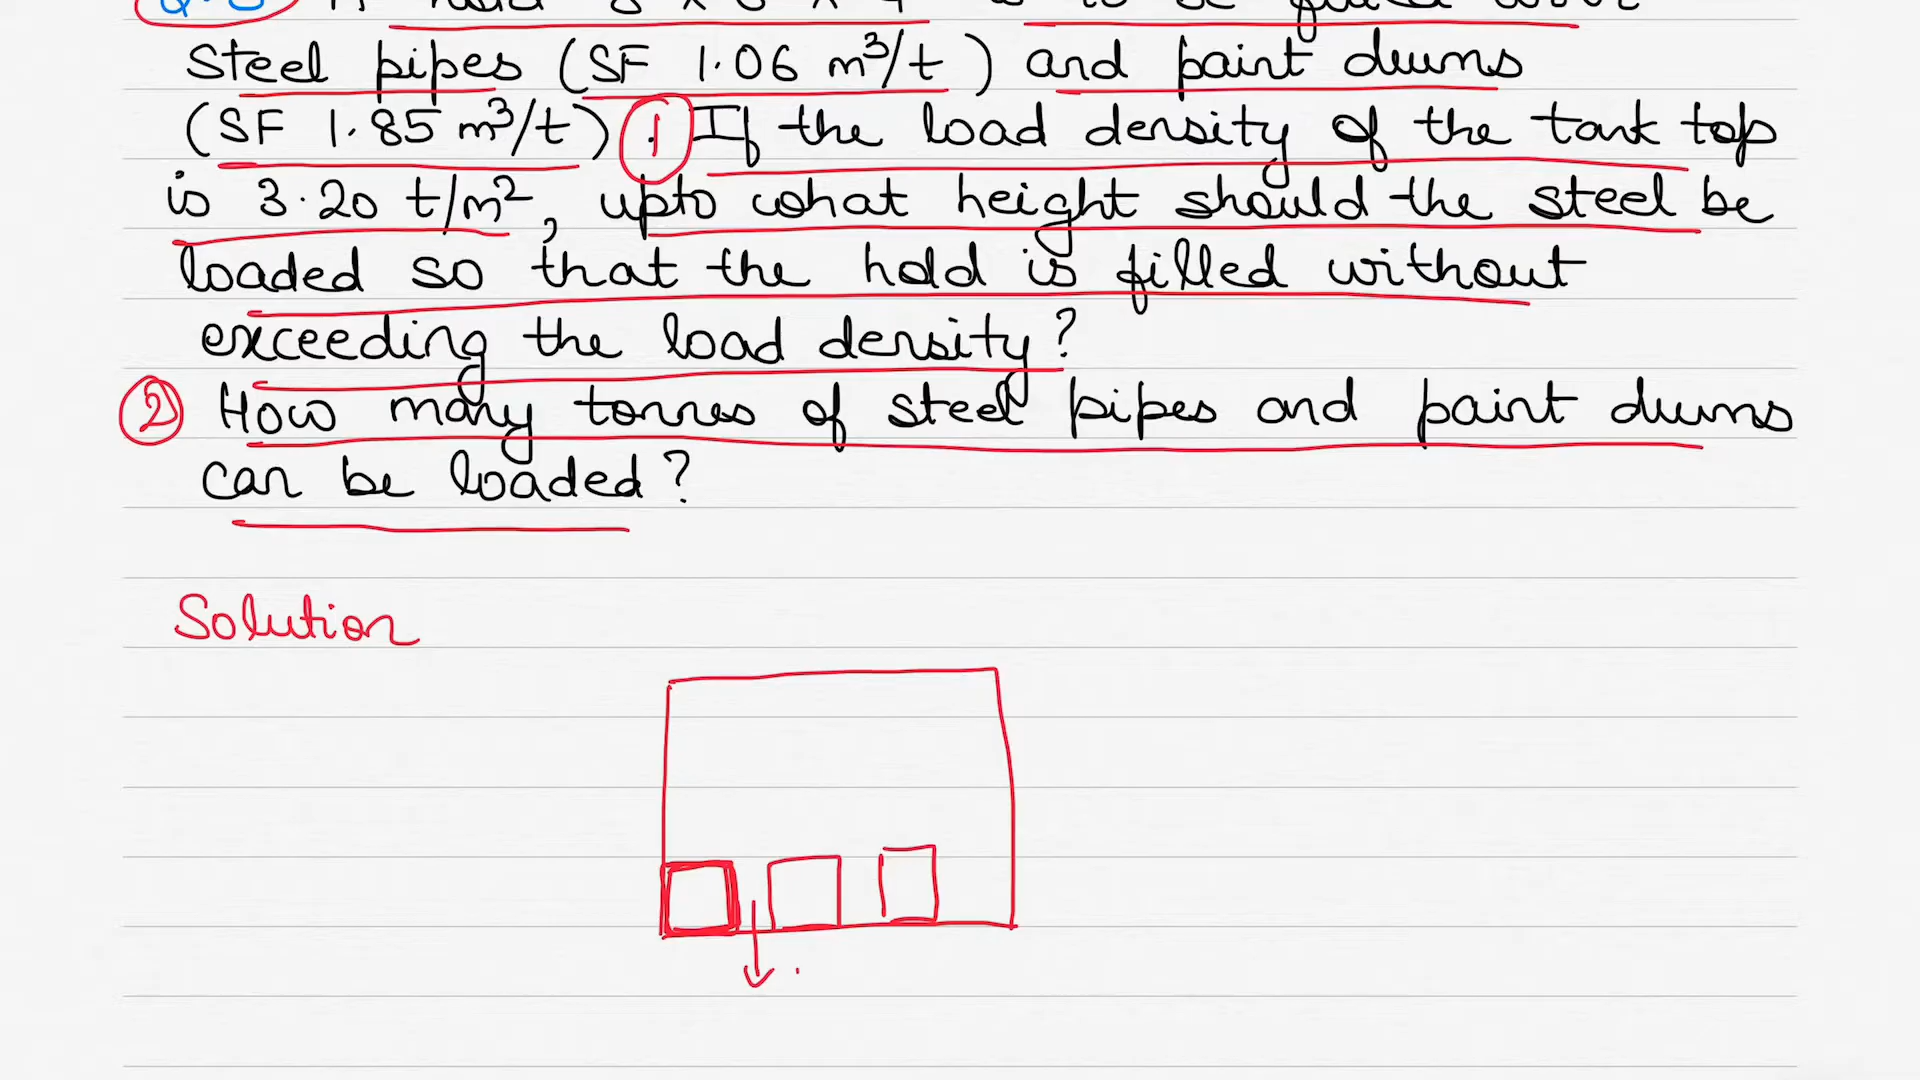 steel pipes (SF 1.06 m³/t) and paint drums
(SF 1.85 m³/t) 1 If the load density of the tank top
is 3.20 t/m², upto what height should the steel be
loaded so that the hold is filled without
exceeding the load density?
2 How many tonnes of steel pipes and paint drums
can be loaded?
Solution